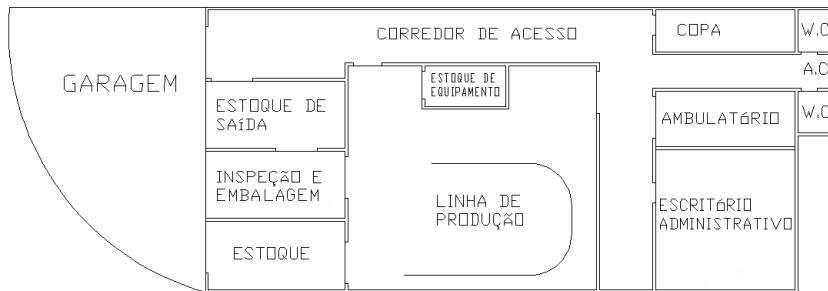 CORREDOR DE ACESSO
COPA
W.C
GARAGEM
A.C
ESTOQUE DE
EQUIPAMENTO
ESTOQUE DE
SAÍDA
AMBULATóRIO
W.C
INSPEÇÃO E
EMBALAGEM
LINHA DE
PRODUÇÃO
ESCRITóRIO
ADMINISTRATIVO
ESTOQUE